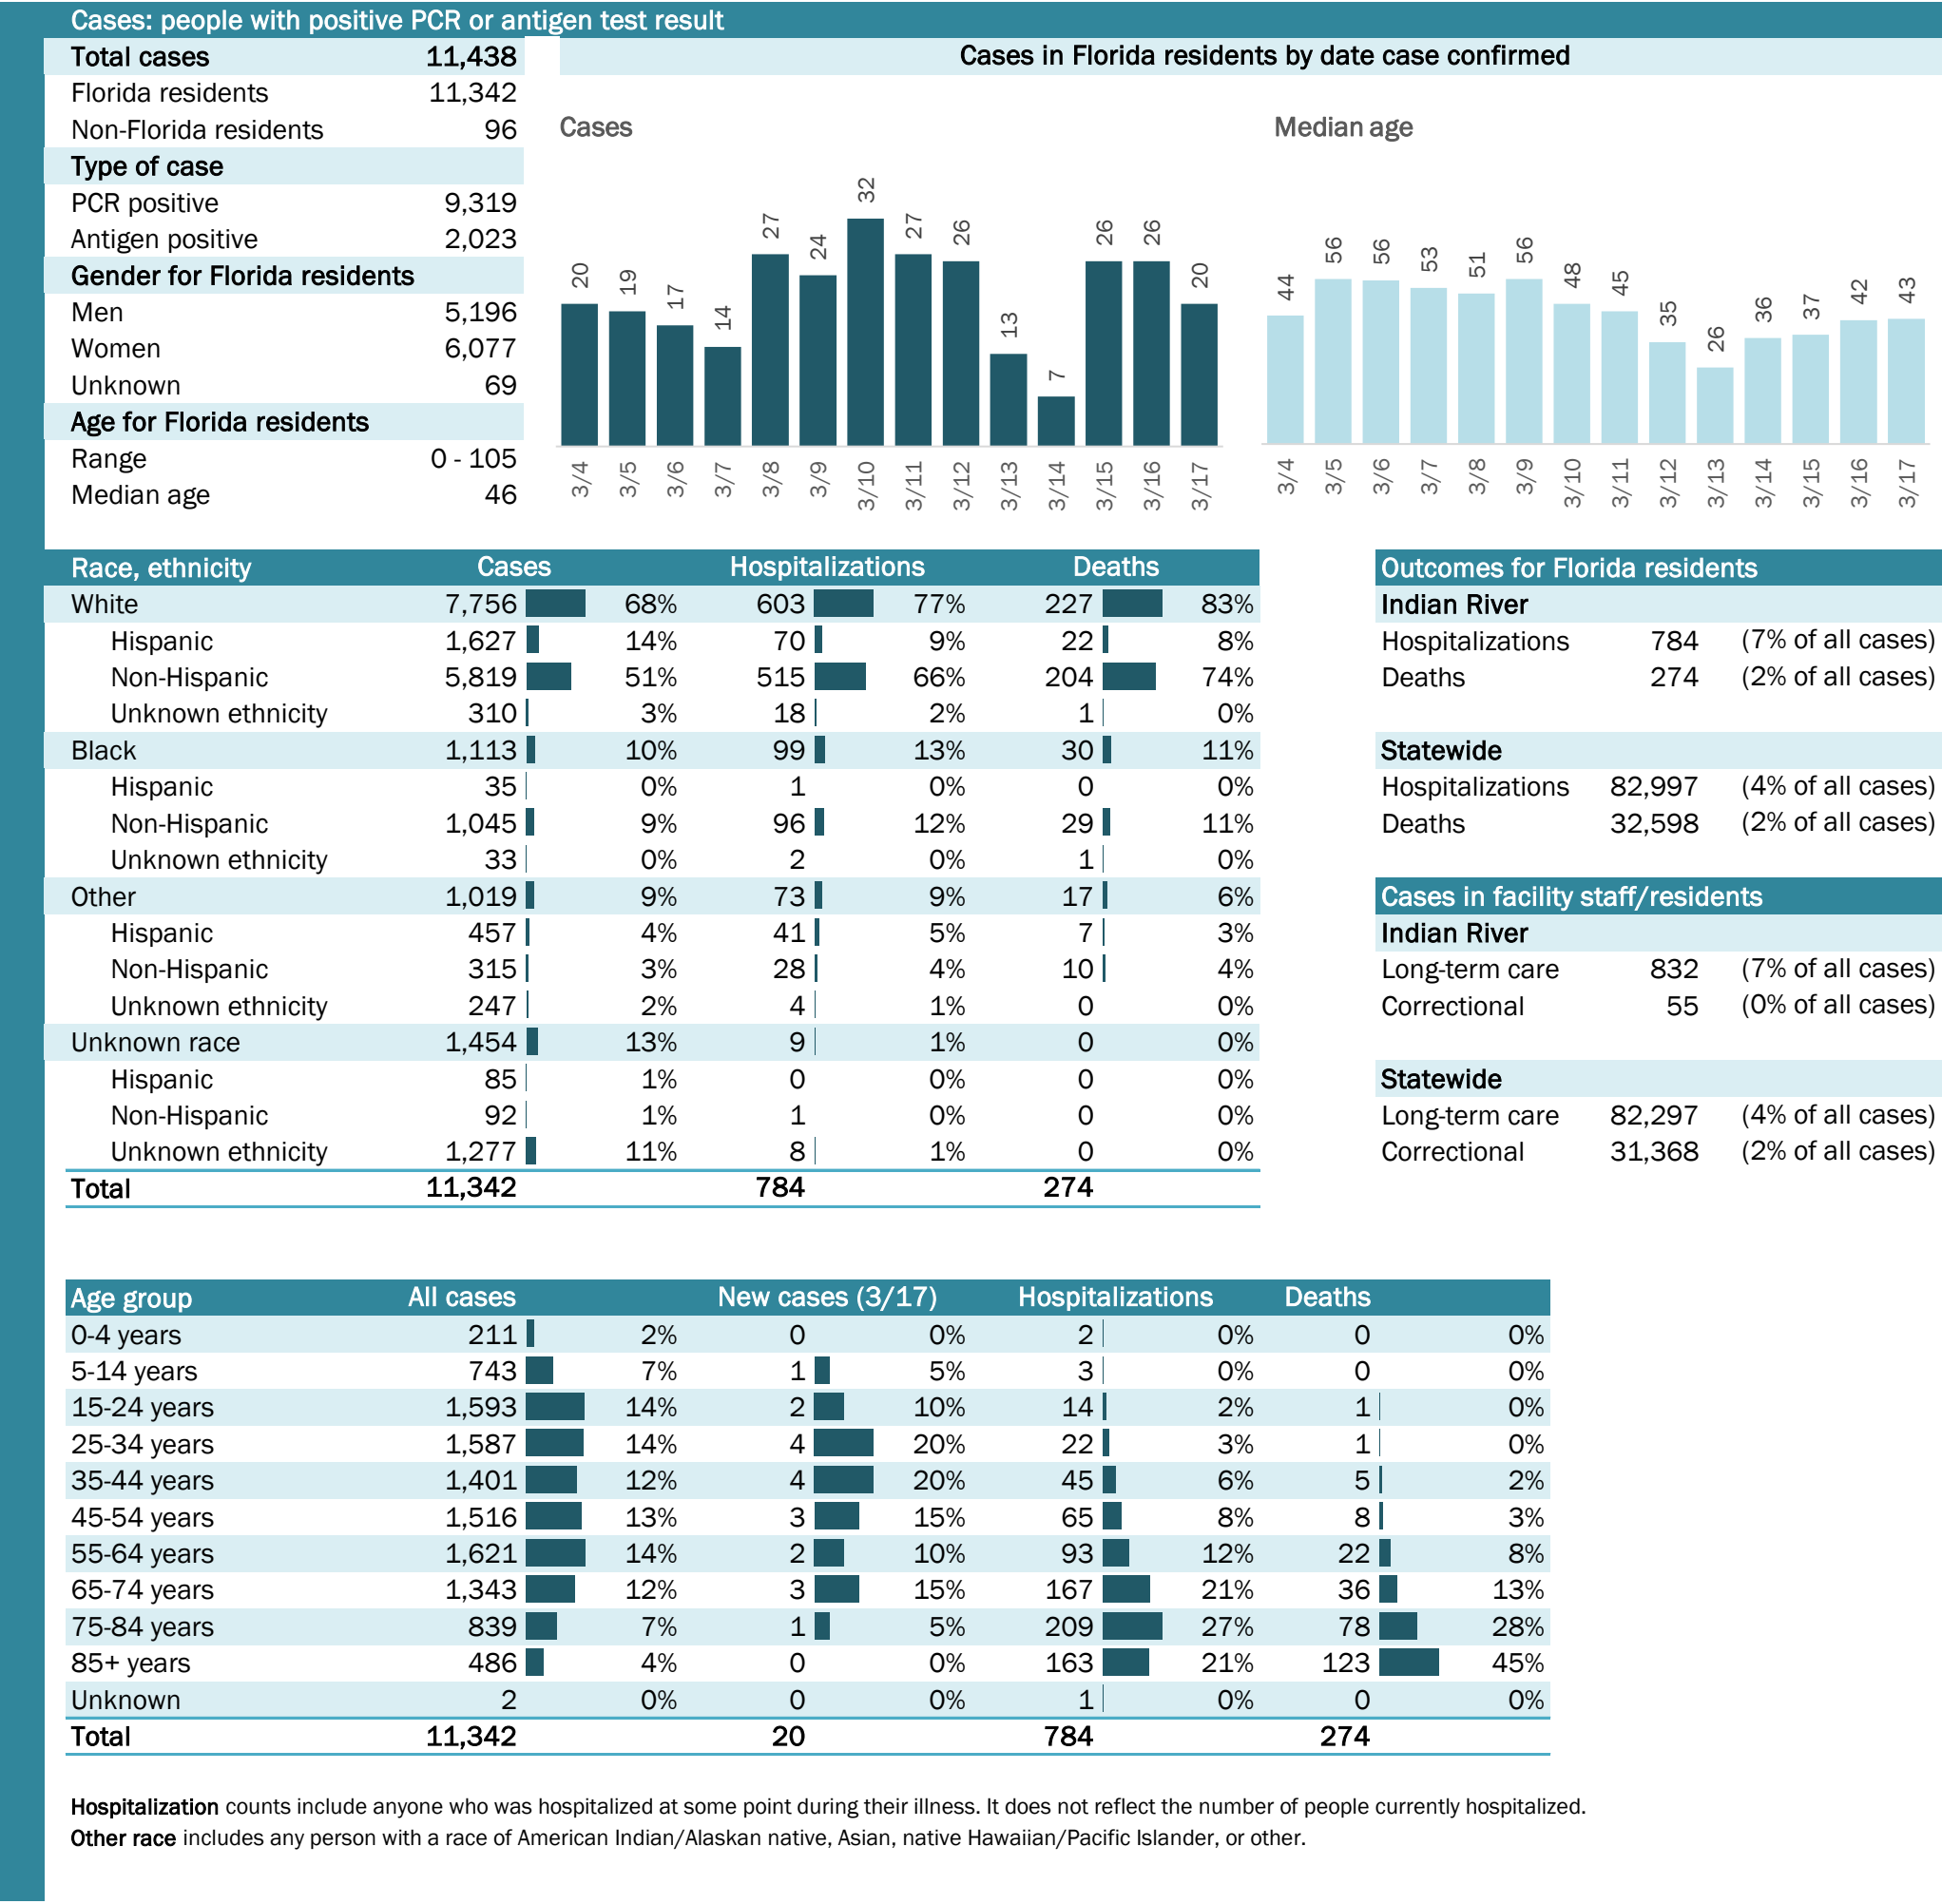 Cases: people with positive PCR or antigen test result
Total cases 11,438
Florida residents 11,342
Non-Florida residents 96
Type of case
PCR positive 9,319
Antigen positive 2,023
Gender for Florida residents
Men 5,196
Women 6,077
Unknown 69
Age for Florida residents
Range 0 - 105
Median age 46
Cases in Florida residents by date case confirmed
Cases
20 19 17 14 27 24 32 27 26 13 7 26 26 20
3/4 3/5 3/6 3/7 3/8 3/9 3/10 3/11 3/12 3/13 3/14 3/15 3/16 3/17
Median age
44 56 56 53 51 56 48 45 35 26 36 37 42 43
3/4 3/5 3/6 3/7 3/8 3/9 3/10 3/11 3/12 3/13 3/14 3/15 3/16 3/17
Race, ethnicity Cases Hospitalizations Deaths
White 7,756 68% 603 77% 227 83%
Hispanic 1,627 14% 70 9% 22 8%
Non-Hispanic 5,819 51% 515 66% 204 74%
Unknown ethnicity 310 3% 18 2% 1 0%
Black 1,113 10% 99 13% 30 11%
Hispanic 35 0% 1 0% 0 0%
Non-Hispanic 1,045 9% 96 12% 29 11%
Unknown ethnicity 33 0% 2 0% 1 0%
Other 1,019 9% 73 9% 17 6%
Hispanic 457 4% 41 5% 7 3%
Non-Hispanic 315 3% 28 4% 10 4%
Unknown ethnicity 247 2% 4 1% 0 0%
Unknown race 1,454 13% 9 1% 0 0%
Hispanic 85 1% 0 0% 0 0%
Non-Hispanic 92 1% 1 0% 0 0%
Unknown ethnicity 1,277 11% 8 1% 0 0%
Total 11,342 784 274
Outcomes for Florida residents
Indian River
Hospitalizations 784 (7% of all cases)
Deaths 274 (2% of all cases)
Statewide
Hospitalizations 82,997 (4% of all cases)
Deaths 32,598 (2% of all cases)
Cases in facility staff/residents
Indian River
Long-term care 832 (7% of all cases)
Correctional 55 (0% of all cases)
Statewide
Long-term care 82,297 (4% of all cases)
Correctional 31,368 (2% of all cases)
Age group All cases New cases (3/17) Hospitalizations Deaths
0-4 years 211 2% 0 0% 2 0% 0 0%
5-14 years 743 7% 1 5% 3 0% 0 0%
15-24 years 1,593 14% 2 10% 14 2% 1 0%
25-34 years 1,587 14% 4 20% 22 3% 1 0%
35-44 years 1,401 12% 4 20% 45 6% 5 2%
45-54 years 1,516 13% 3 15% 65 8% 8 3%
55-64 years 1,621 14% 2 10% 93 12% 22 8%
65-74 years 1,343 12% 3 15% 167 21% 36 13%
75-84 years 839 7% 1 5% 209 27% 78 28%
85+ years 486 4% 0 0% 163 21% 123 45%
Unknown 2 0% 0 0% 1 0% 0 0%
Total 11,342 20 784 274
Hospitalization counts include anyone who was hospitalized at some point during their illness. It does not reflect the number of people currently hospitalized.
Other race includes any person with a race of American Indian/Alaskan native, Asian, native Hawaiian/Pacific Islander, or other.